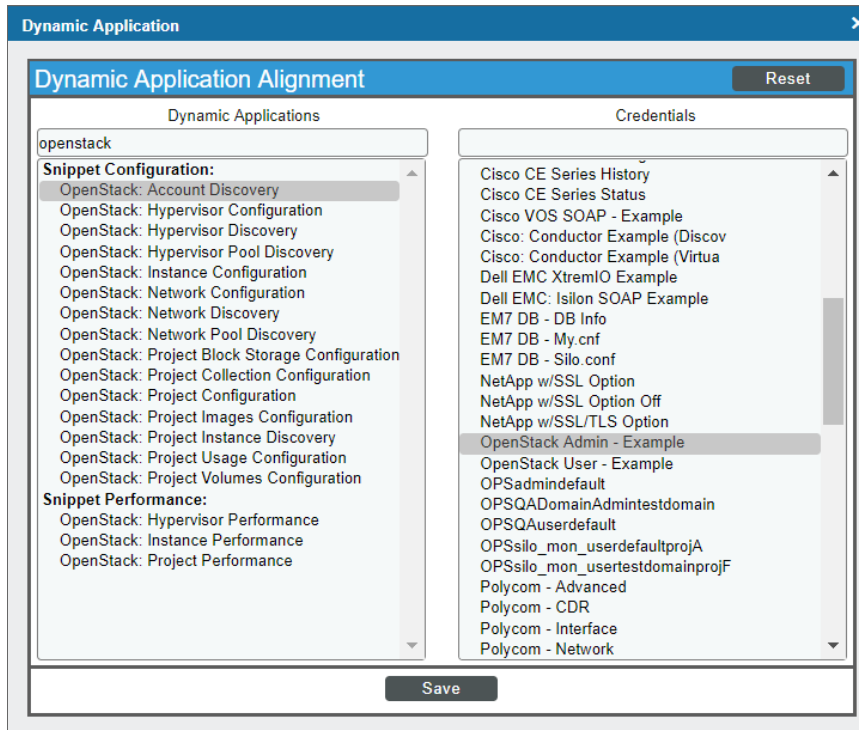 Dynamic Application
Dynamic Application Alignment
Reset
Dynamic Applications
openstack
Snippet Configuration:
OpenStack: Account Discovery
OpenStack: Hypervisor Configuration
OpenStack: Hypervisor Discovery
OpenStack: Hypervisor Pool Discovery
OpenStack: Instance Configuration
OpenStack: Network Configuration
OpenStack: Network Discovery
OpenStack: Network Pool Discovery
OpenStack: Project Block Storage Configuration
OpenStack: Project Collection Configuration
OpenStack: Project Configuration
OpenStack: Project Images Configuration
OpenStack: Project Instance Discovery
OpenStack: Project Usage Configuration
OpenStack: Project Volumes Configuration
Snippet Performance:
OpenStack: Hypervisor Performance
OpenStack: Instance Performance
OpenStack: Project Performance
Credentials
Cisco CE Series History
Cisco CE Series Status
Cisco VOS SOAP - Example
Cisco: Conductor Example (Discov
Cisco: Conductor Example (Virtua
Dell EMC XtremIO Example
Dell EMC: Isilon SOAP Example
EM7 DB - DB Info
EM7 DB - My.cnf
EM7 DB - Silo.conf
NetApp w/SSL Option
NetApp w/SSL Option Off
NetApp w/SSL/TLS Option
OpenStack Admin - Example
OpenStack User - Example
OPSadmindefault
OPSQADomainAdmintestdomain
OPSQAuserdefault
OPSsilo_mon_userdefaultprojA
OPSsilo_mon_usertestdomainprojF
Polycom - Advanced
Polycom - CDR
Polycom - Interface
Polycom - Network
Save